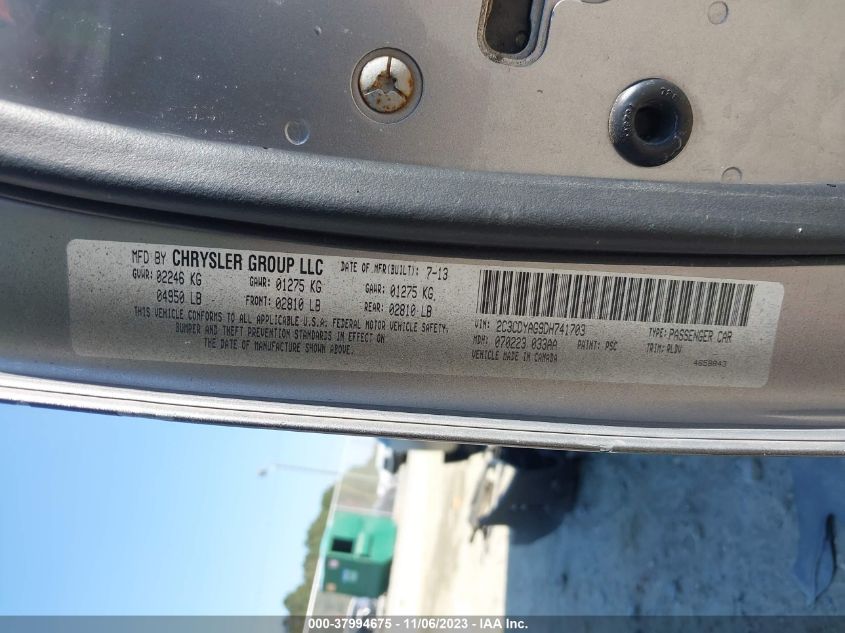 MFD BY CHRYSLER GROUP LLC
DATE OF MFR(BUILT): 7-13
GVWR: 02246 KG
GAWR: 01275 KG
GAWR: 01275 KG
04950 LB
FRONT: 02810 LB
REAR: 02810 LB
THIS VEHICLE CONFORMS TO ALL APPLICABLE U.S.A. FEDERAL MOTOR VEHICLE SAFETY,
BUMPER AND THEFT PREVENTION STANDARDS IN EFFECT ON
THE DATE OF MANUFACTURE SHOWN ABOVE.
VIN: 2C3CDYAG9DH741703
TYPE: PASSENGER CAR
MDH: 070223 033AA
PAINT: PSC
TRIM: RLDV
VEHICLE MADE IN CANADA
4658843
000-37994675 - 11/06/2023 - IAA Inc.